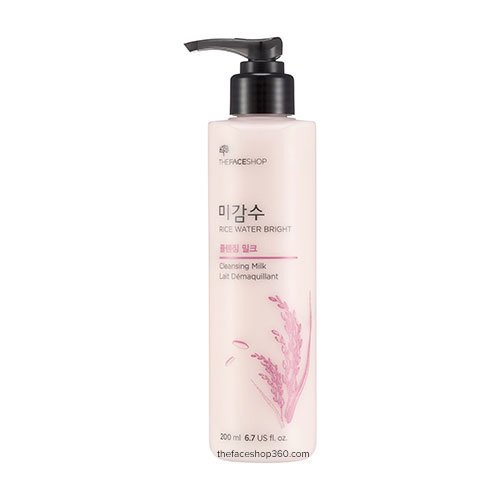 THEFACESHOP
미감수
RICE WATER BRIGHT
클렌징 밀크
Cleansing Milk
Lait Démaquillant
200 ml 6.7 US fl. oz.
thefaceshop360.com